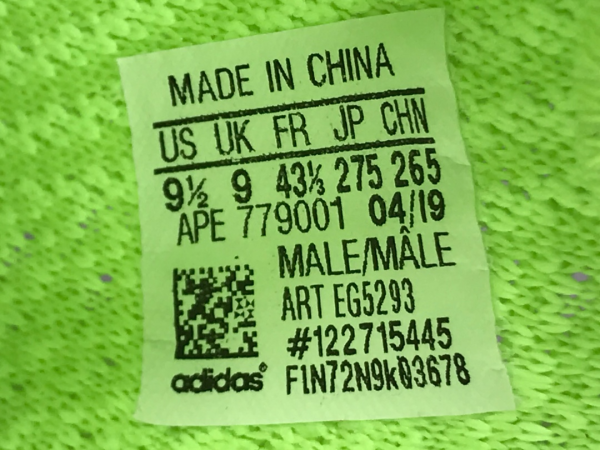 MADE IN CHINA
US UK FR JP CHN
9½ 9 43⅓ 275 265
APE 779001 04/19
MALE/MÂLE
ART EG5293
#122715445
adidas® F1N72N9k03678